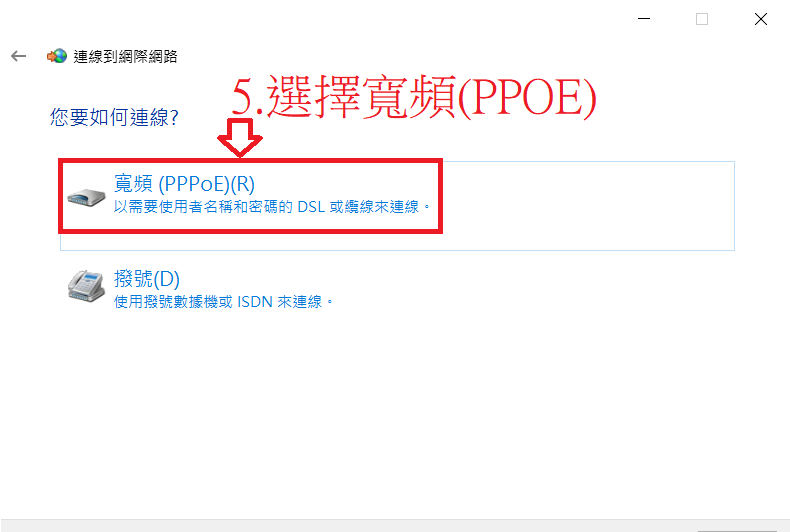 連線到網際網路
5.選擇寬頻(PPOE)
您要如何連線?
寬頻 (PPPoE)(R)
以需要使用者名稱和密碼的 DSL 或纜線來連線。
撥號(D)
使用撥號數據機或 ISDN 來連線。